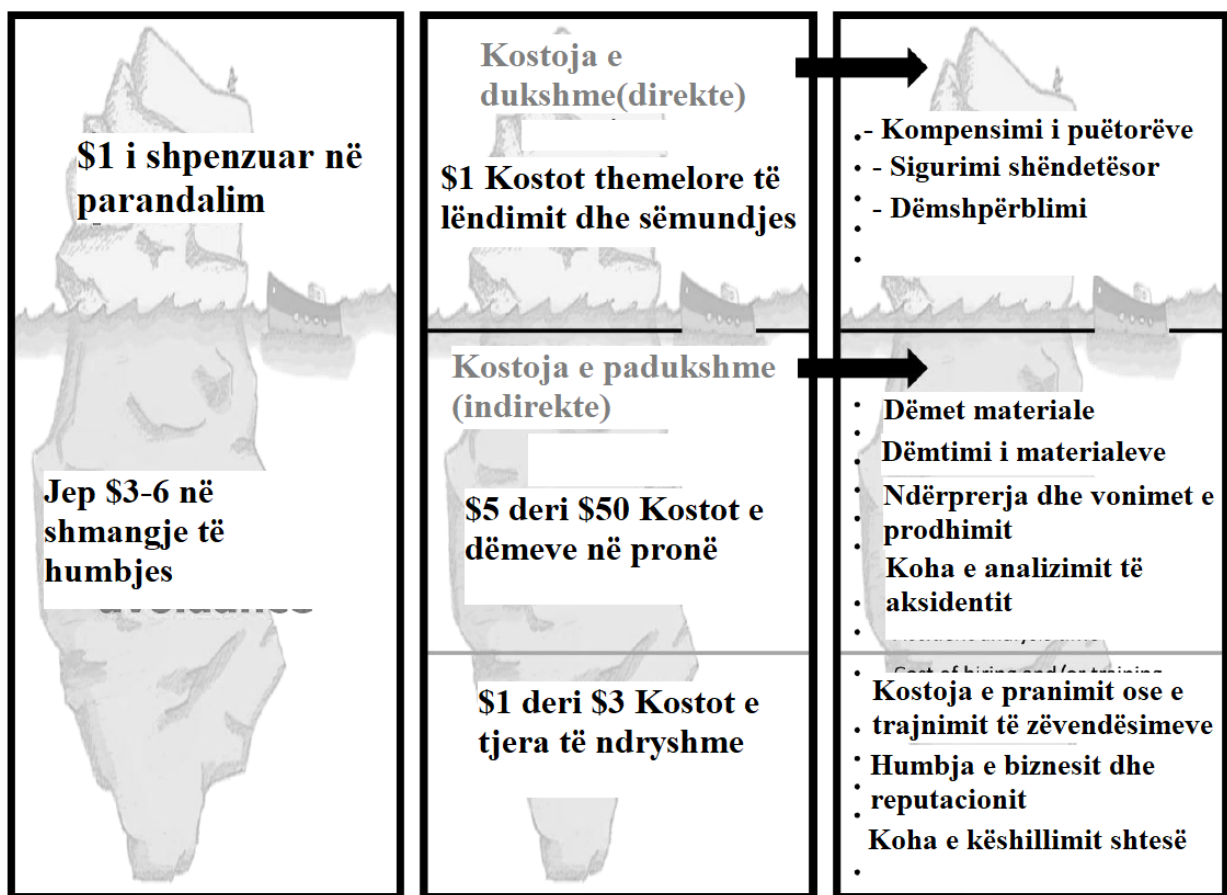 $1 i shpenzuar në
parandalim
Jep $3-6 në
shmangje të
humbjes
Kostoja e
dukshme(direkte)
$1 Kostot themelore të
lëndimit dhe sëmundjes
Kostoja e padukshme
(indirekte)
$5 deri $50 Kostot e
dëmeve në pronë
$1 deri $3 Kostot e
tjera të ndryshme
- Kompensimi i puëtorëve
- Sigurimi shëndetësor
- Dëmshpërblimi
Dëmet materiale
Dëmtimi i materialeve
Ndërprerja dhe vonimet e
prodhimit
Koha e analizimit të
aksidentit
Kostoja e pranimit ose e
trajnimit të zëvendësimeve
Humbja e biznesit dhe
reputacionit
Koha e këshillimit shtesë